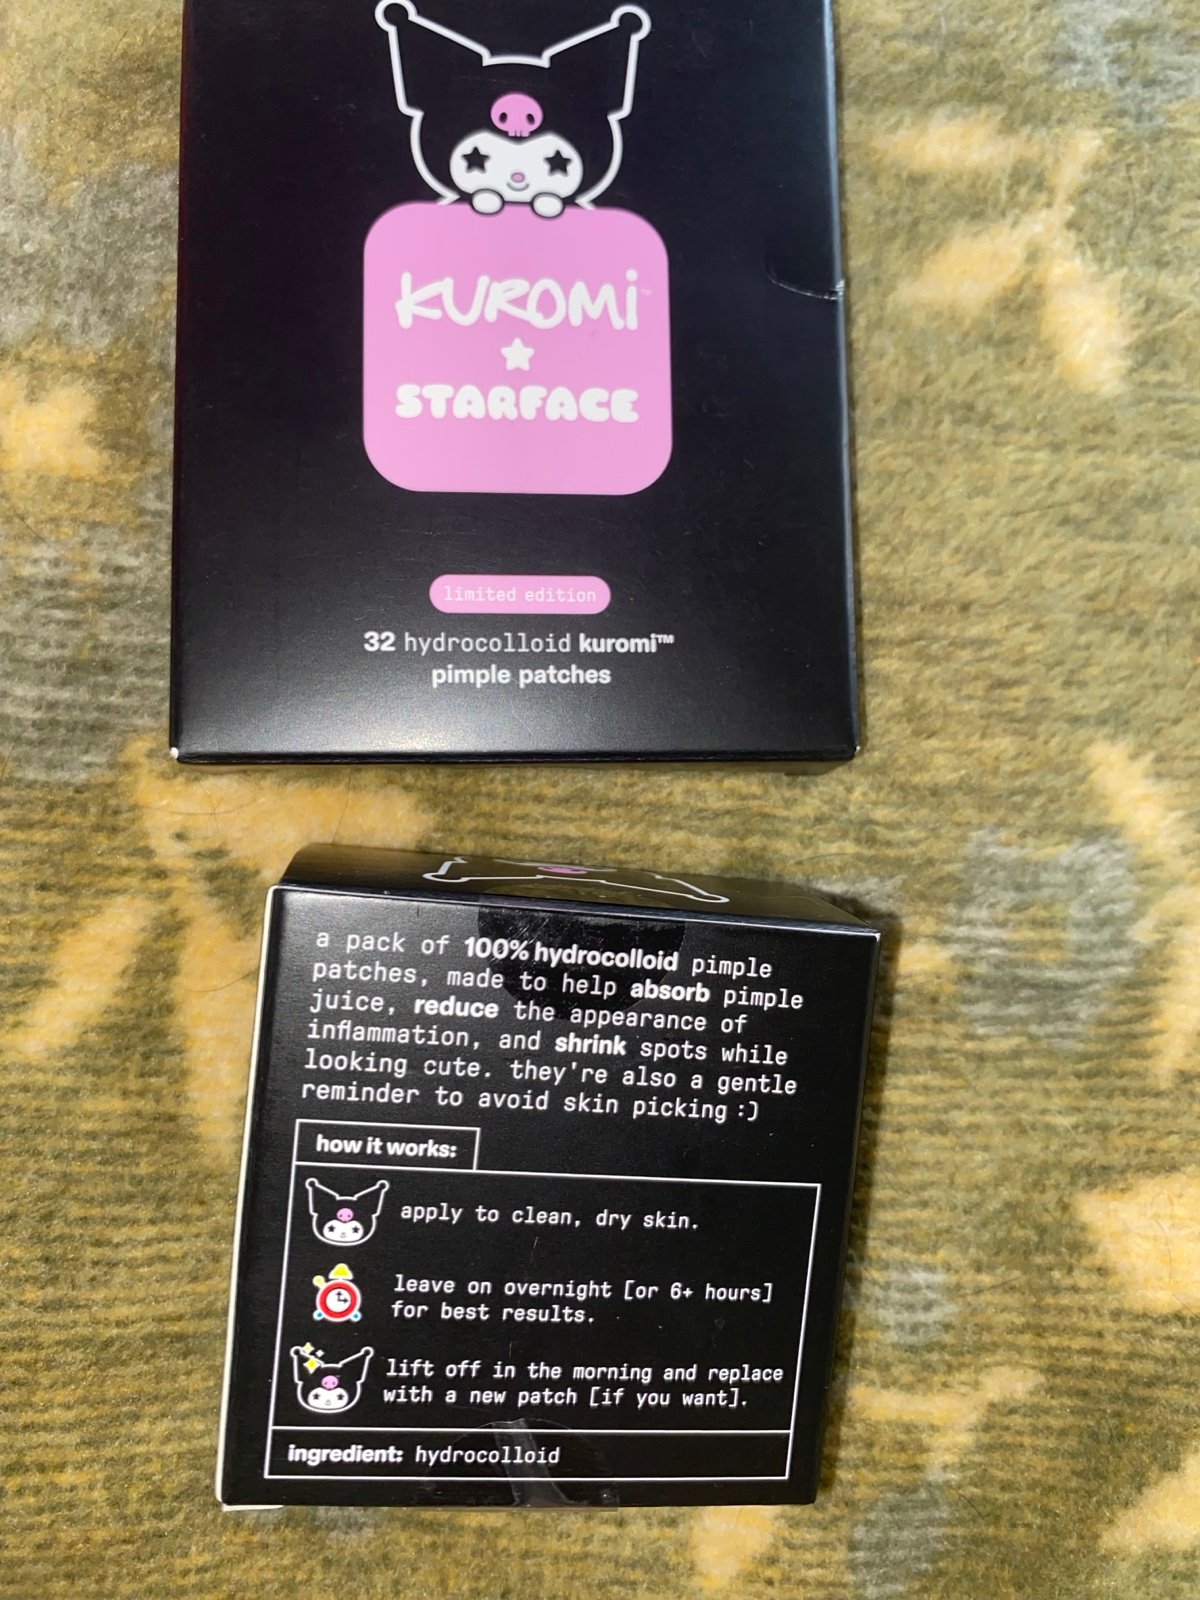 KUROMi™
STARFACE
limited edition
32 hydrocolloid kuromi™
pimple patches
a pack of 100% hydrocolloid pimple
patches, made to help absorb pimple
juice, reduce the appearance of
inflammation, and shrink spots while
looking cute. they're also a gentle
reminder to avoid skin picking :)
how it works:
apply to clean, dry skin.
leave on overnight [or 6+ hours]
for best results.
lift off in the morning and replace
with a new patch [if you want].
ingredient: hydrocolloid